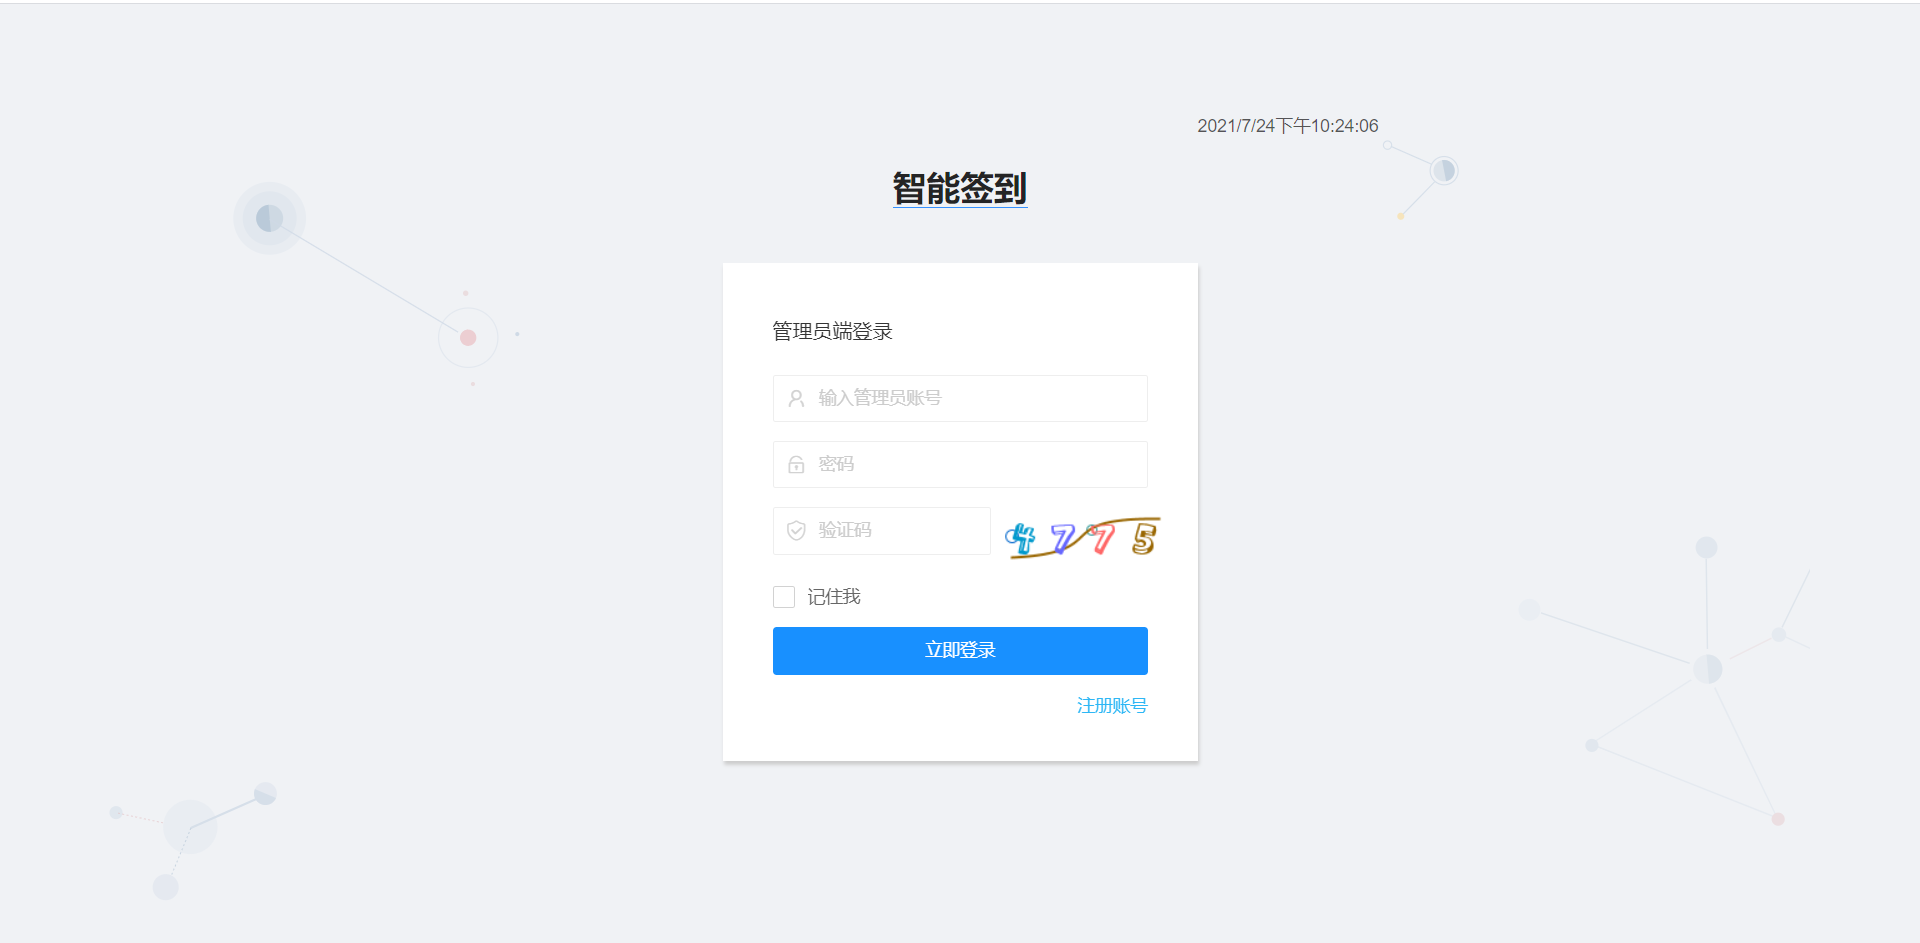 2021/7/24下午10:24:06
智能签到
管理员端登录
输入管理员账号
密码
验证码
4775
记住我
立即登录
注册账号